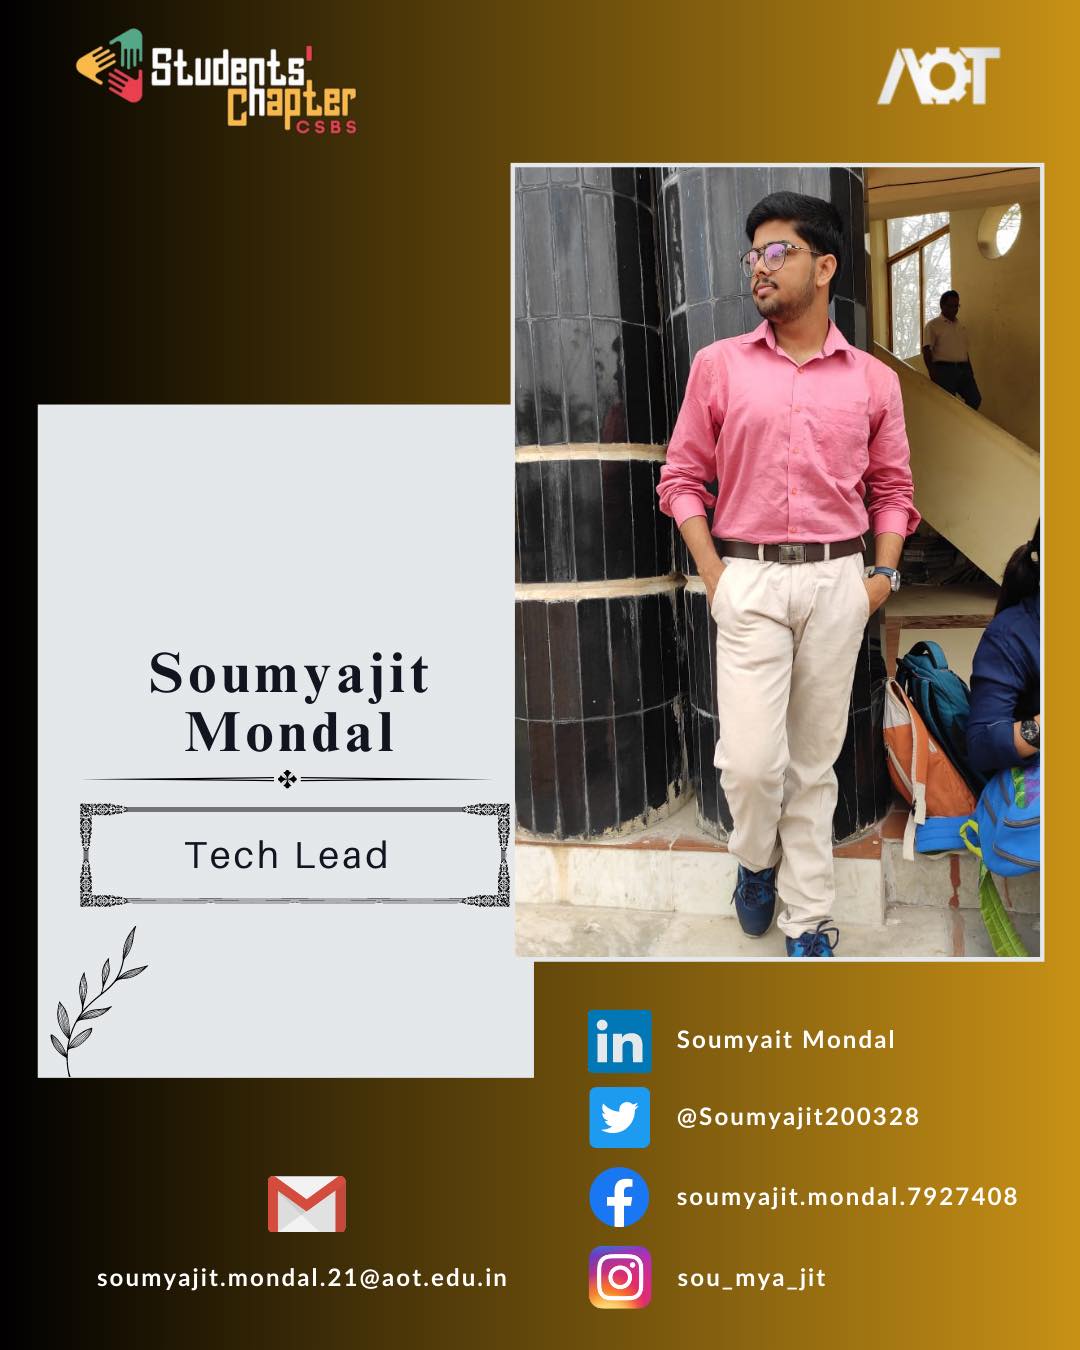 Students'
Chapter
CSBS
AOT
Soumyajit
Mondal
Tech Lead
in
Soumyait Mondal
@Soumyajit200328
soumyajit.mondal.7927408
soumyajit.mondal.21@aot.edu.in
sou_mya_jit